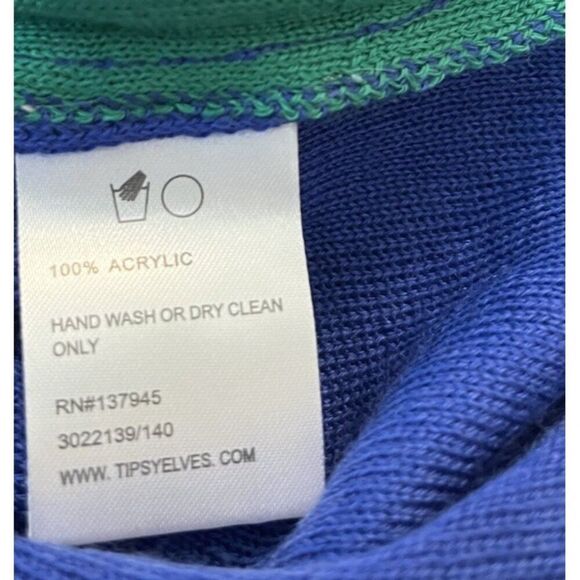 100% ACRYLIC
HAND WASH OR DRY CLEAN
ONLY
RN#137945
3022139/140
WWW. TIPSYELVES. COM